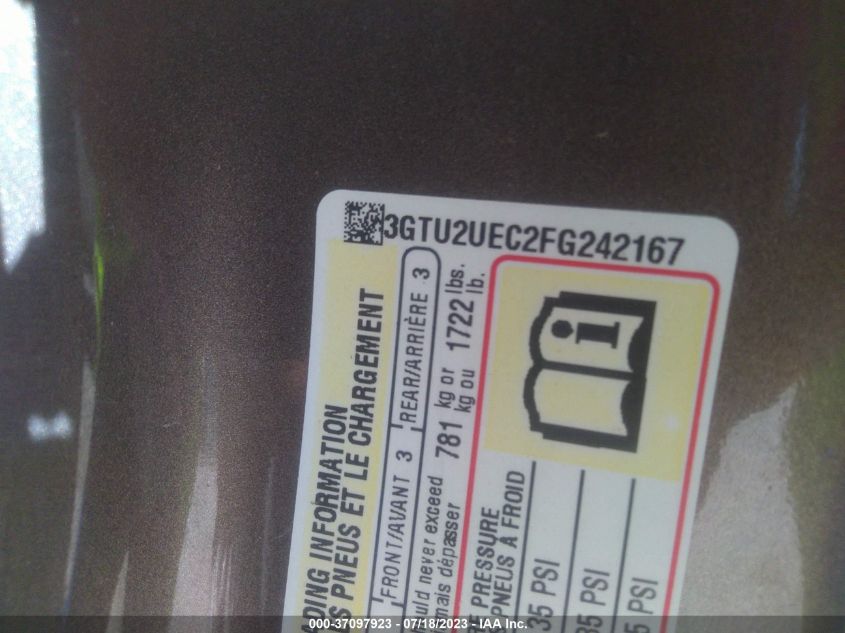 3GTU2UEC2FG242167
ADING INFORMATION
S PNEUS ET LE CHARGEMENT
FRONT/AVANT 3 REAR/ARRIÈRE 3
uld never exceed 781 kg or 1722 lbs.
amais dépasser kg ou lb.
PRESSURE
PNEUS À FROID
35 PSI
35 PSI
5 PSI
i
000-37097923 - 07/18/2023 - IAA Inc.